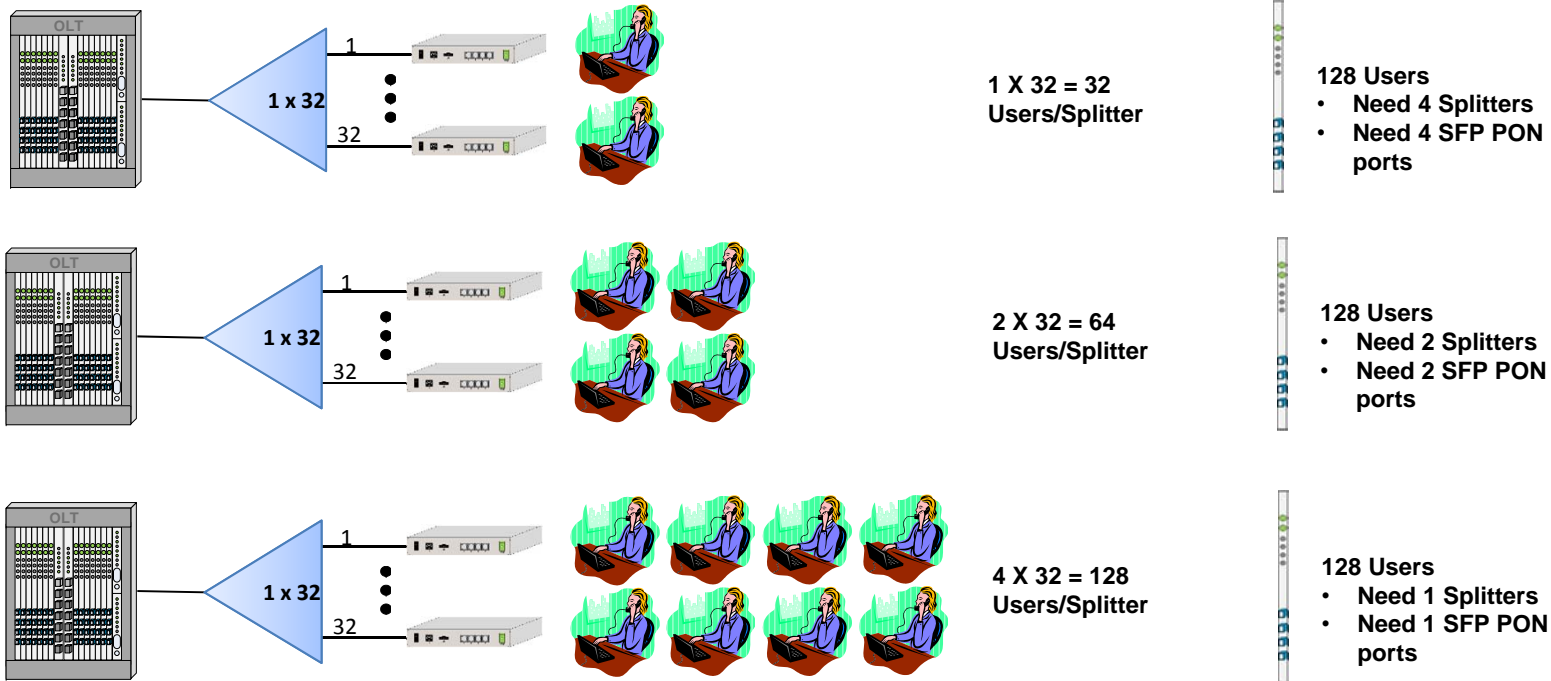 OLT
1 x 32
1
32
1 X 32 = 32
Users/Splitter
128 Users
• Need 4 Splitters
• Need 4 SFP PON
ports
OLT
1 x 32
1
32
2 X 32 = 64
Users/Splitter
128 Users
• Need 2 Splitters
• Need 2 SFP PON
ports
OLT
1 x 32
1
32
4 X 32 = 128
Users/Splitter
128 Users
• Need 1 Splitters
• Need 1 SFP PON
ports